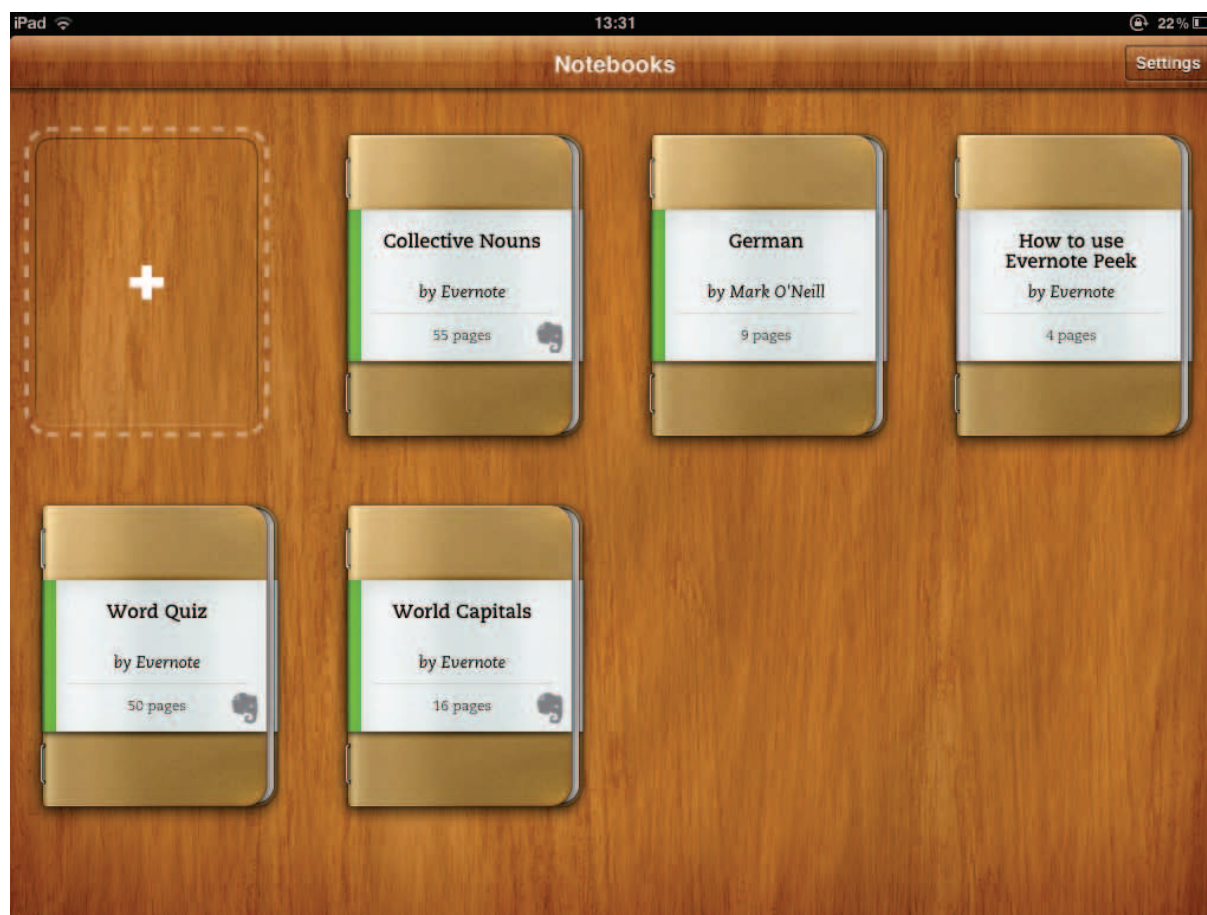 iPad 13:31 22%
Notebooks Settings
Collective Nouns
by Evernote
55 pages
German
by Mark O'Neill
9 pages
How to use
Evernote Peek
by Evernote
4 pages
Word Quiz
by Evernote
50 pages
World Capitals
by Evernote
16 pages